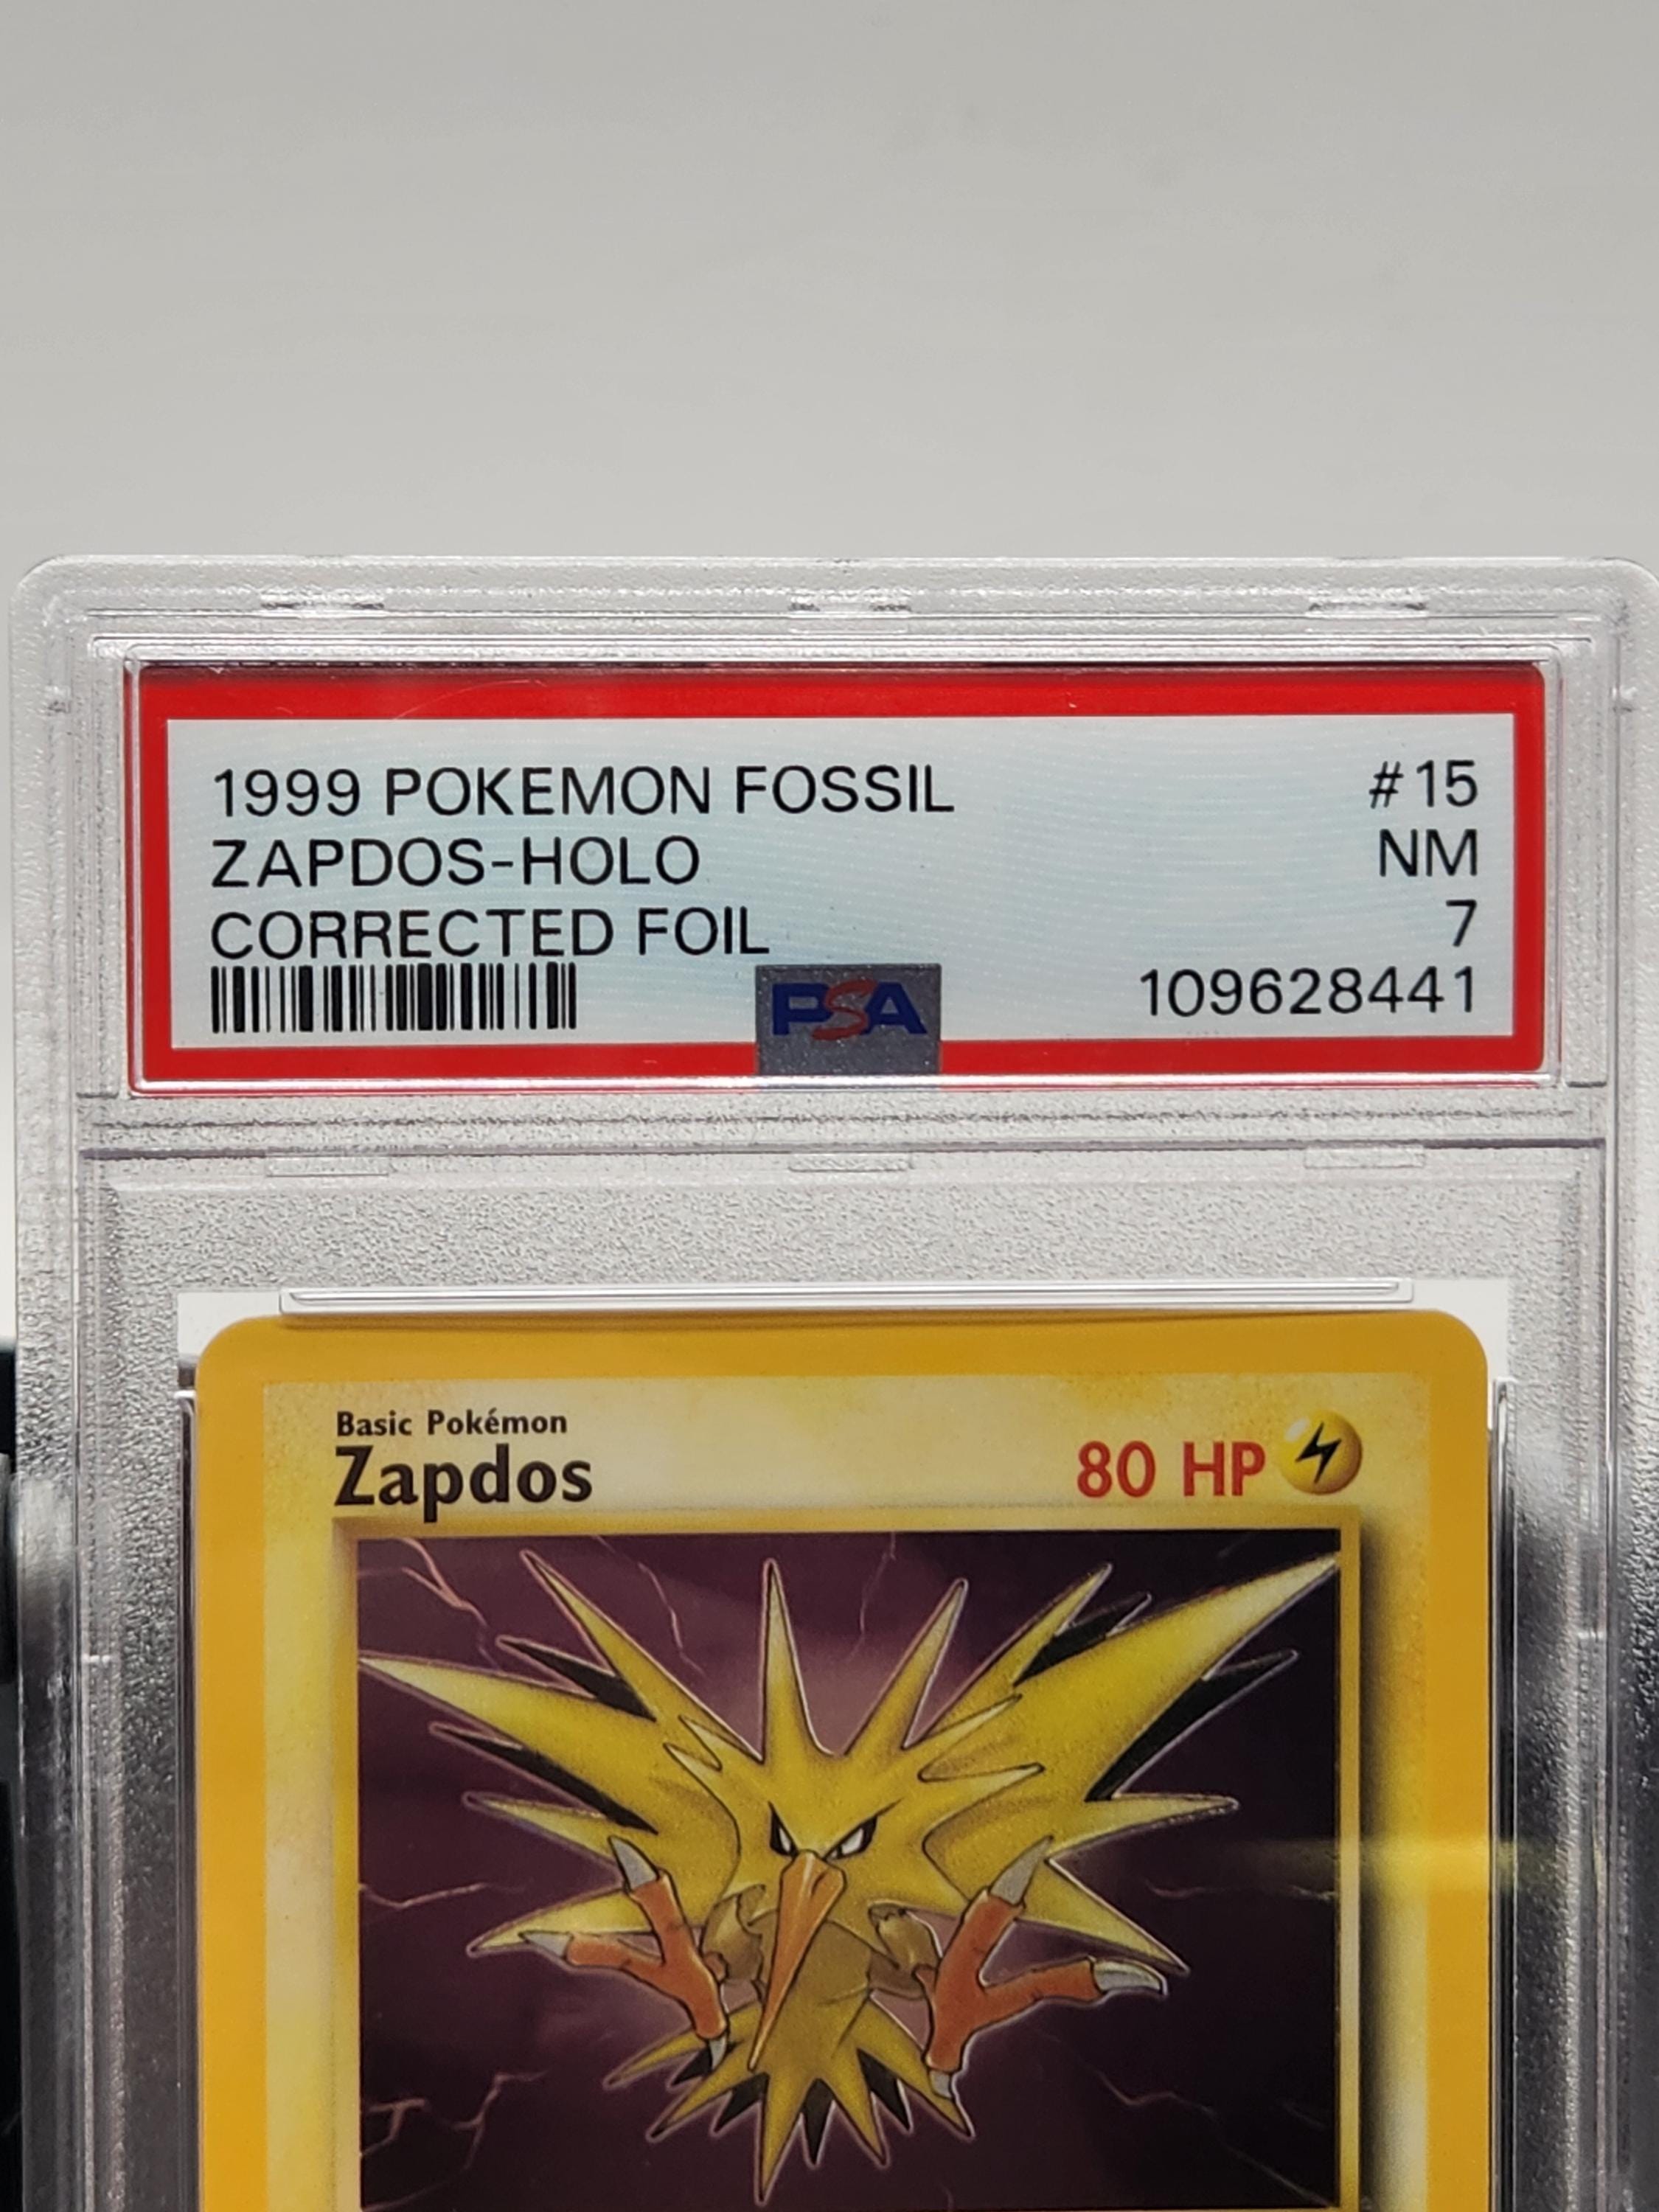 1999 POKEMON FOSSIL #15
ZAPDOS-HOLO NM
CORRECTED FOIL 7
PSA 109628441
Basic Pokémon
Zapdos 80 HP